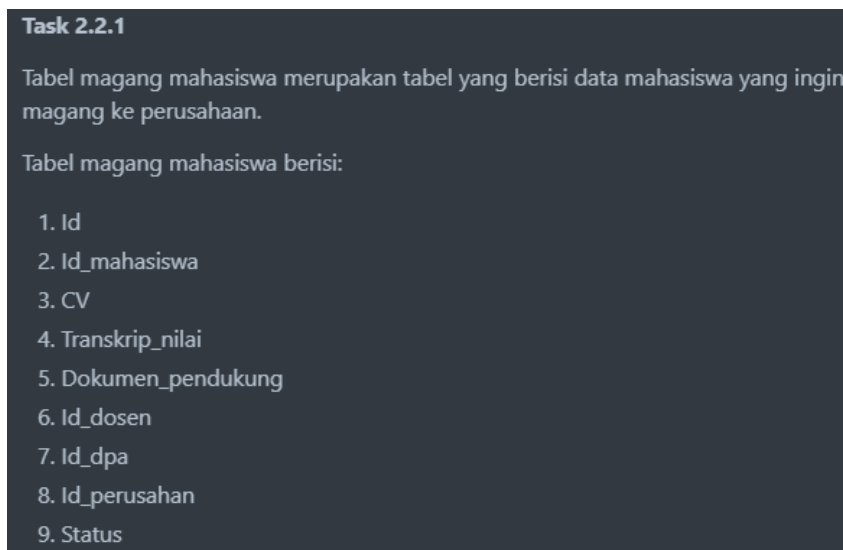 Task 2.2.1
Tabel magang mahasiswa merupakan tabel yang berisi data mahasiswa yang ingin
magang ke perusahaan.
Tabel magang mahasiswa berisi:
1. Id
2. Id_mahasiswa
3. CV
4. Transkrip_nilai
5. Dokumen_pendukung
6. Id_dosen
7. Id_dpa
8. Id_perusahan
9. Status